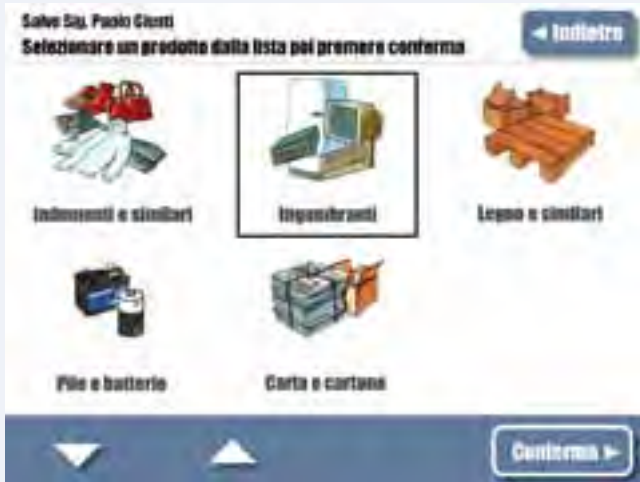 Salve Sig. Paolo Giunti
Selezionare un prodotto dalla lista poi premere conferma
Indietro
Indumenti e similari
Ingombranti
Legno e similari
Pile e batterie
Carta e cartone
Conferma